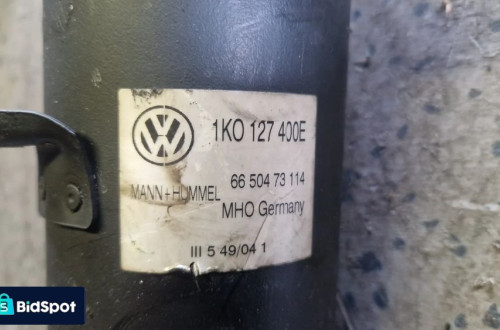 1K0 127 400E
MANN+HUMMEL
66 504 73 114
MHO Germany
III 5 49/04 1
BidSpot